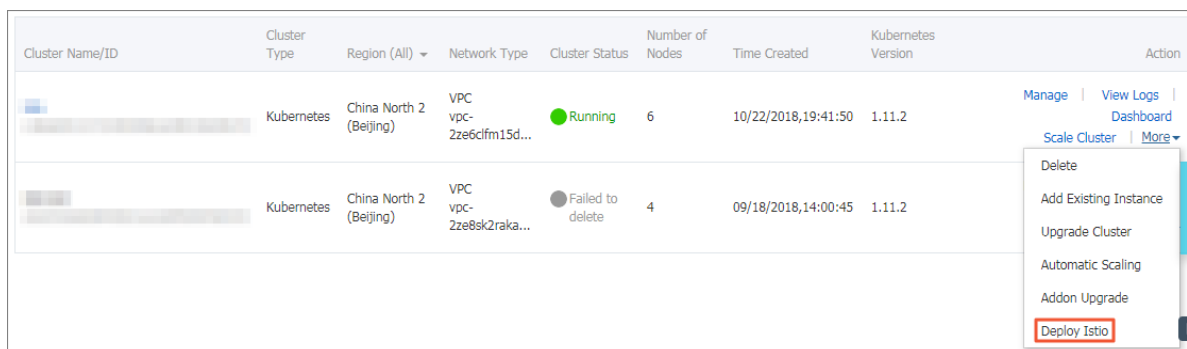 Cluster Name/ID
Cluster Type
Region (All)
Network Type
Cluster Status
Number of Nodes
Time Created
Kubernetes Version
Action
Kubernetes
China North 2 (Beijing)
VPC
vpc-
2ze6clfm15d...
Running
6
10/22/2018,19:41:50
1.11.2
Manage | View Logs |
Dashboard
Scale Cluster | More
Kubernetes
China North 2 (Beijing)
VPC
vpc-
2ze8sk2raka...
Failed to delete
4
09/18/2018,14:00:45
1.11.2
Delete
Add Existing Instance
Upgrade Cluster
Automatic Scaling
Addon Upgrade
Deploy Istio